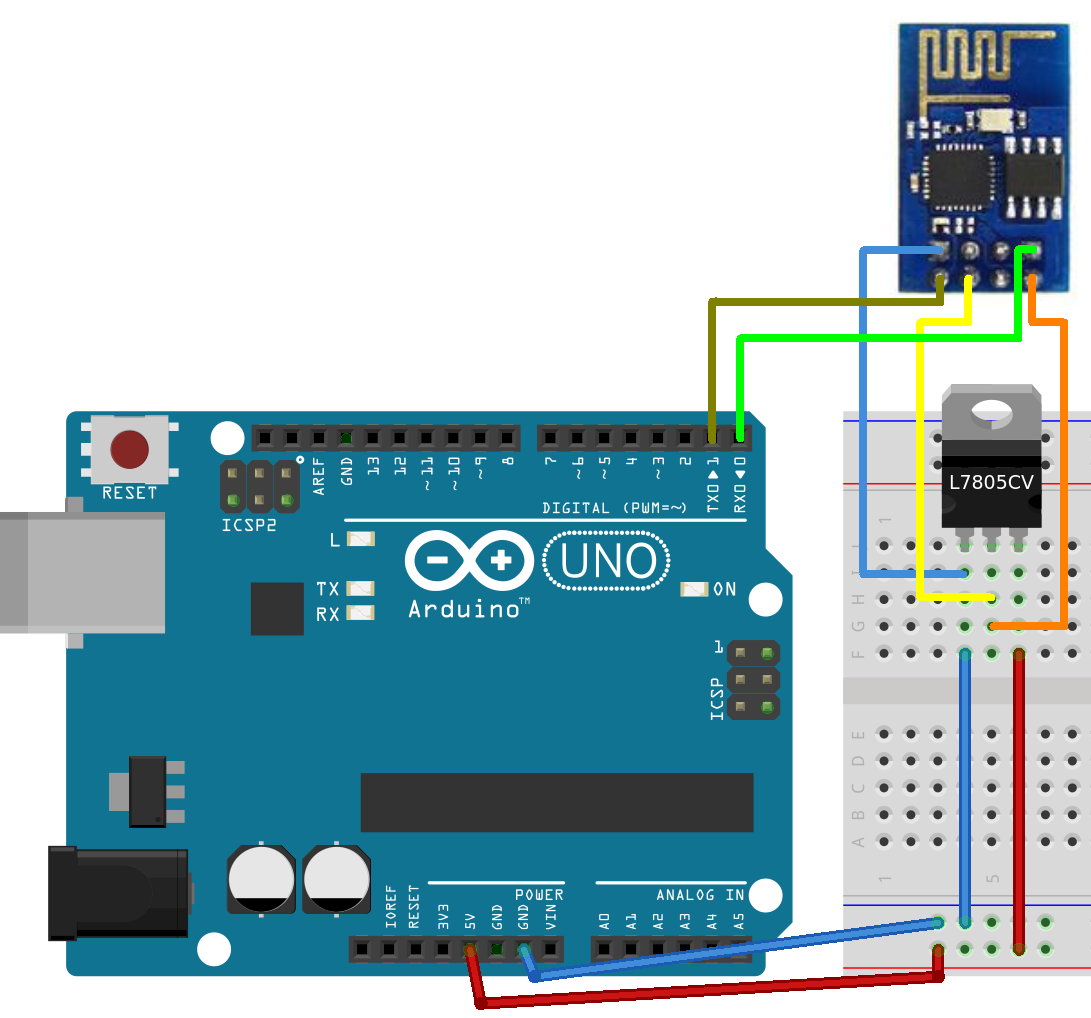 L7805CV
RESET
ICSP2
AREF
GND
13
12
~11
~10
~9
8
7
~6
~5
4
~3
2
TX0▶1
RX0◀0
DIGITAL (PWM=~)
L
TX
RX
UNO
Arduino™
ON
1
ICSP
POWER
ANALOG IN
IOREF
RESET
3V3
5V
GND
GND
VIN
A0
A1
A2
A3
A4
A5
1
J
I
H
G
F
E
D
C
B
A
1
5